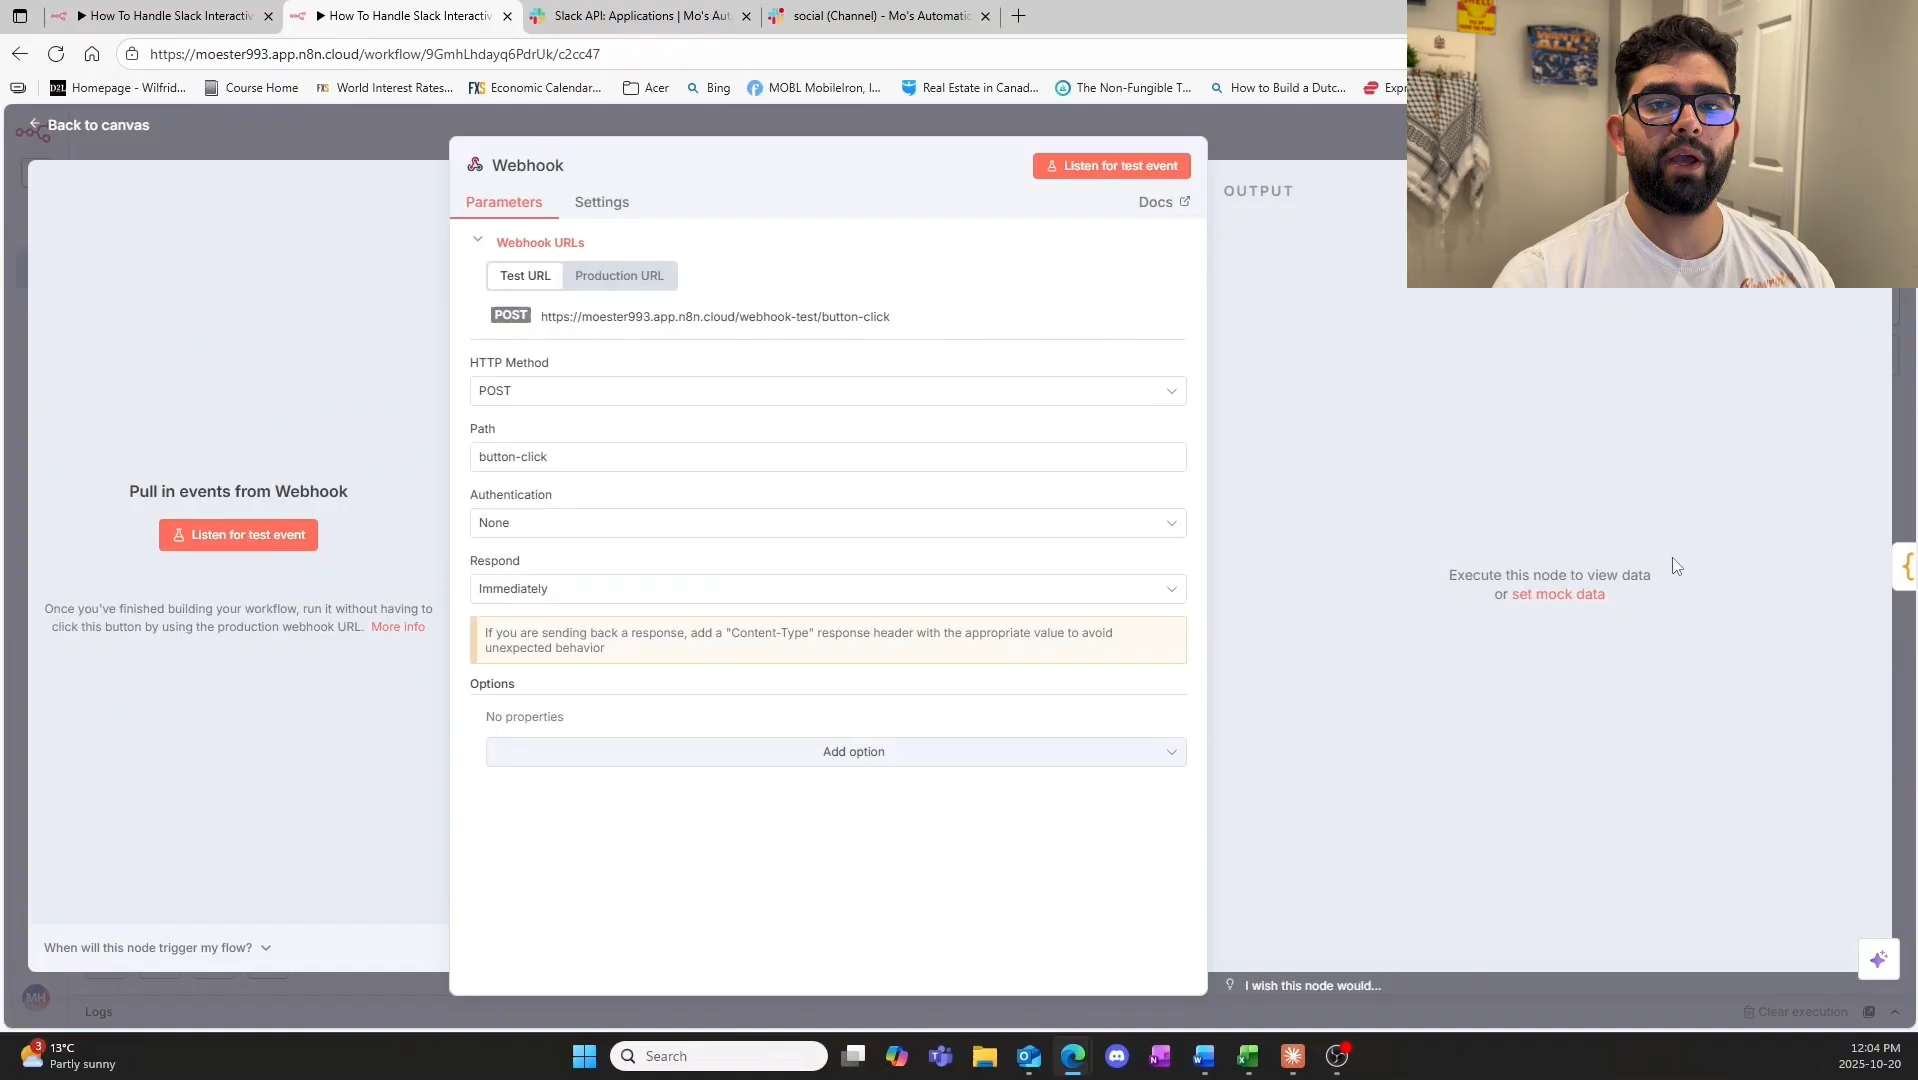 ▶ How To Handle Slack Interactiv
▶ How To Handle Slack Interactiv
Slack API: Applications | Mo's Aut
social (Channel) - Mo's Automatic
https://moester993.app.n8n.cloud/workflow/9GmhLhdayq6PdrUk/c2cc47
D2L
Homepage - Wilfrid...
Course Home
FXS
World Interest Rates...
FXS
Economic Calendar...
Acer
Bing
MOBL MobileIron, I...
Real Estate in Canad...
The Non-Fungible T...
How to Build a Dutc...
Back to canvas
Webhook
Listen for test event
Parameters
Settings
Docs
OUTPUT
Webhook URLs
Test URL
Production URL
POST
https://moester993.app.n8n.cloud/webhook-test/button-click
HTTP Method
POST
Path
button-click
Authentication
None
Respond
Immediately
If you are sending back a response, add a "Content-Type" response header with the appropriate value to avoid
unexpected behavior
Options
No properties
Add option
Pull in events from Webhook
Listen for test event
Once you've finished building your workflow, run it without having to
click this button by using the production webhook URL. More info
When will this node trigger my flow?
Execute this node to view data
or set mock data
I wish this node would...
MH
Logs
Clear execution
3
13°C
Partly sunny
Search
12:04 PM
2025-10-20